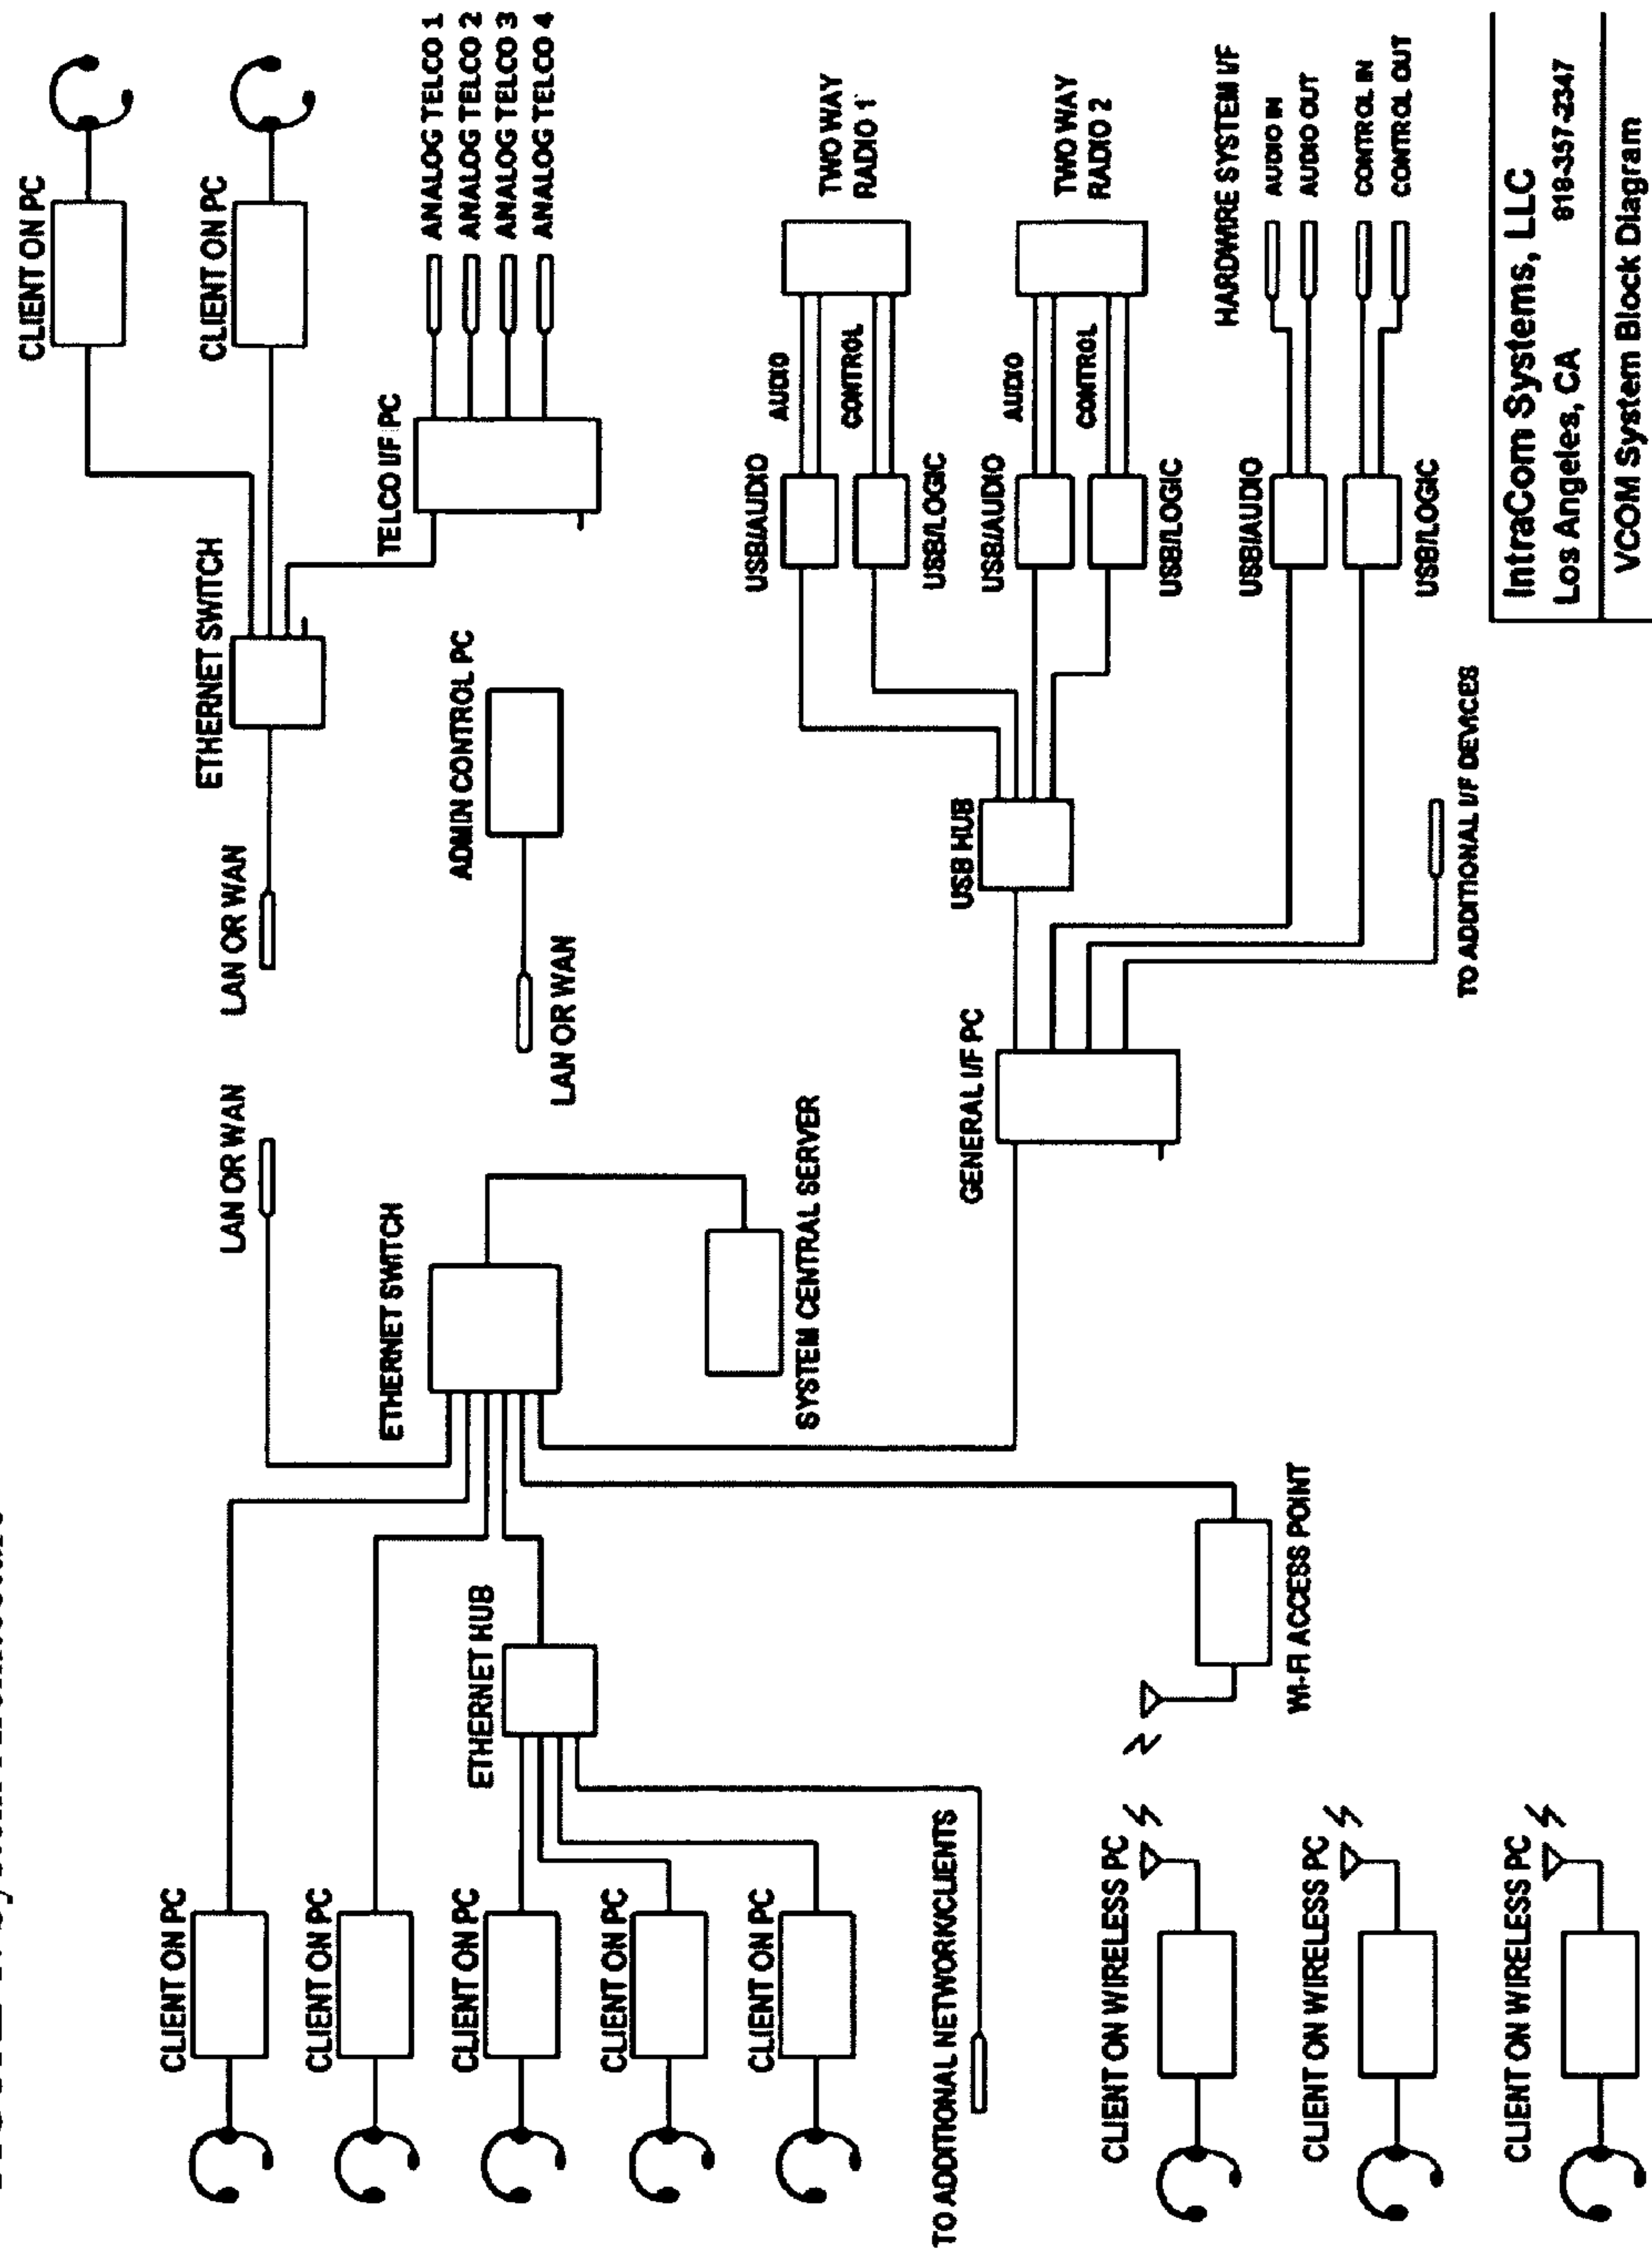 CLIENT ON PC
CLIENT ON PC
CLIENT ON PC
CLIENT ON PC
CLIENT ON PC
TO ADDITIONAL NETWORK/CLIENTS
CLIENT ON WIRELESS PC
CLIENT ON WIRELESS PC
CLIENT ON WIRELESS PC
ETHERNET HUB
WI-FI ACCESS POINT
LAN OR WAN
ETHERNET SWITCH
SYSTEM CENTRAL SERVER
GENERAL I/F PC
LAN OR WAN
ETHERNET SWITCH
LAN OR WAN
ADMIN CONTROL PC
CLIENT ON PC
CLIENT ON PC
TELCO I/F PC
ANALOG TELCO 1
ANALOG TELCO 2
ANALOG TELCO 3
ANALOG TELCO 4
USB HUB
USB/AUDIO
AUDIO
CONTROL
USB/LOGIC
TWO WAY
RADIO 1
USB/AUDIO
AUDIO
CONTROL
USB/LOGIC
TWO WAY
RADIO 2
HARDWIRE SYSTEM I/F
USB/AUDIO
AUDIO IN
AUDIO OUT
CONTROL IN
CONTROL OUT
USB/LOGIC
TO ADDITIONAL I/F DEVICES
IntraCom Systems, LLC
Los Angeles, CA 818-357-2347
VCOM System Block Diagram